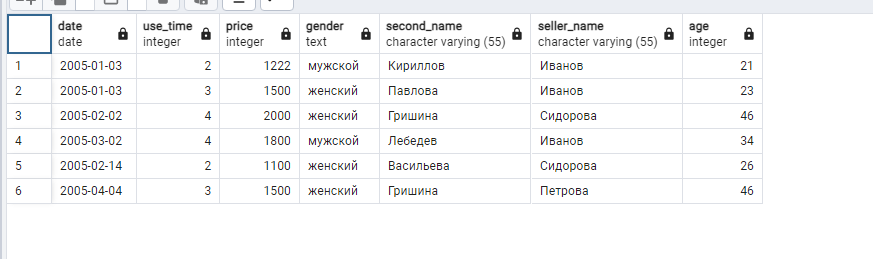 date use_time price gender second_name seller_name age
date integer integer text character varying (55) character varying (55) integer
1 2005-01-03 2 1222 мужской Кириллов Иванов 21
2 2005-01-03 3 1500 женский Павлова Иванов 23
3 2005-02-02 4 2000 женский Гришина Сидорова 46
4 2005-03-02 4 1800 мужской Лебедев Иванов 34
5 2005-02-14 2 1100 женский Васильева Сидорова 26
6 2005-04-04 3 1500 женский Гришина Петрова 46